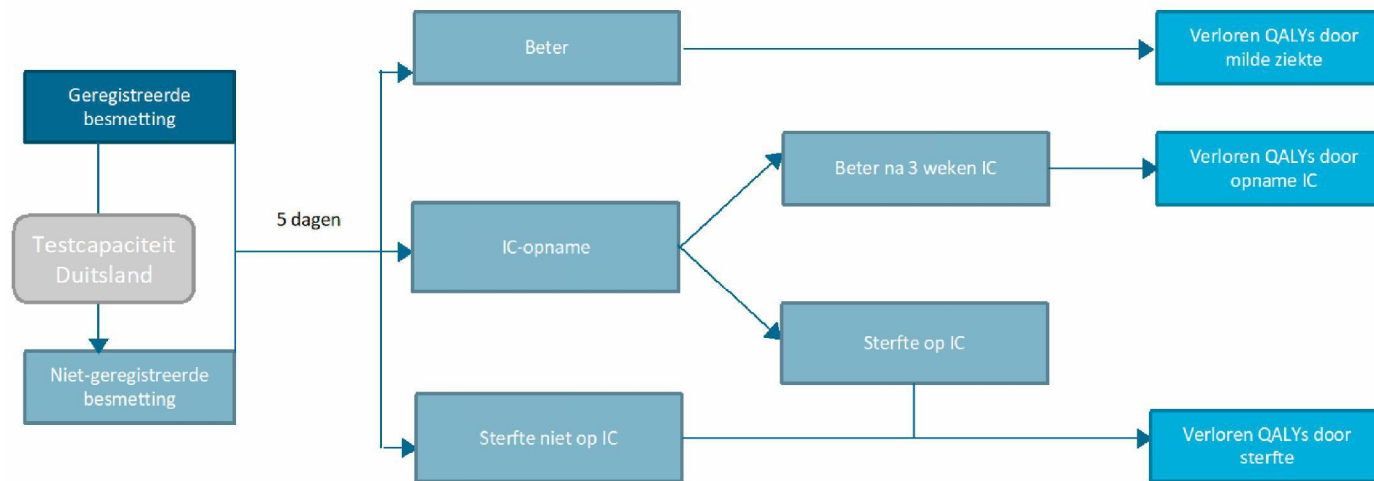 Beter
Verloren QALYs door
milde ziekte
Geregistreerde
besmetting
Beter na 3 weken IC
Verloren QALYs door
opname IC
5 dagen
Testcapaciteit
Duitsland
IC-opname
Sterfte op IC
Niet-geregistreerde
besmetting
Sterfte niet op IC
Verloren QALYs door
sterfte